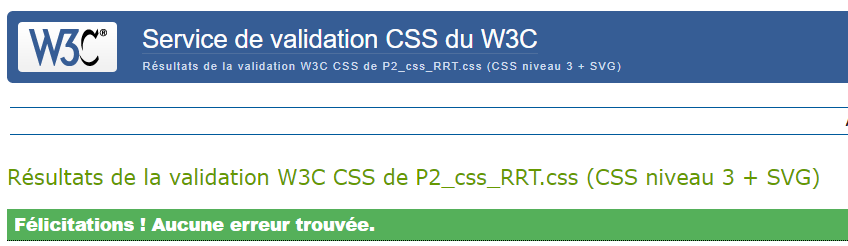 W3C®
Service de validation CSS du W3C
Résultats de la validation W3C CSS de P2_css_RRT.css (CSS niveau 3 + SVG)
Résultats de la validation W3C CSS de P2_css_RRT.css (CSS niveau 3 + SVG)
Félicitations ! Aucune erreur trouvée.